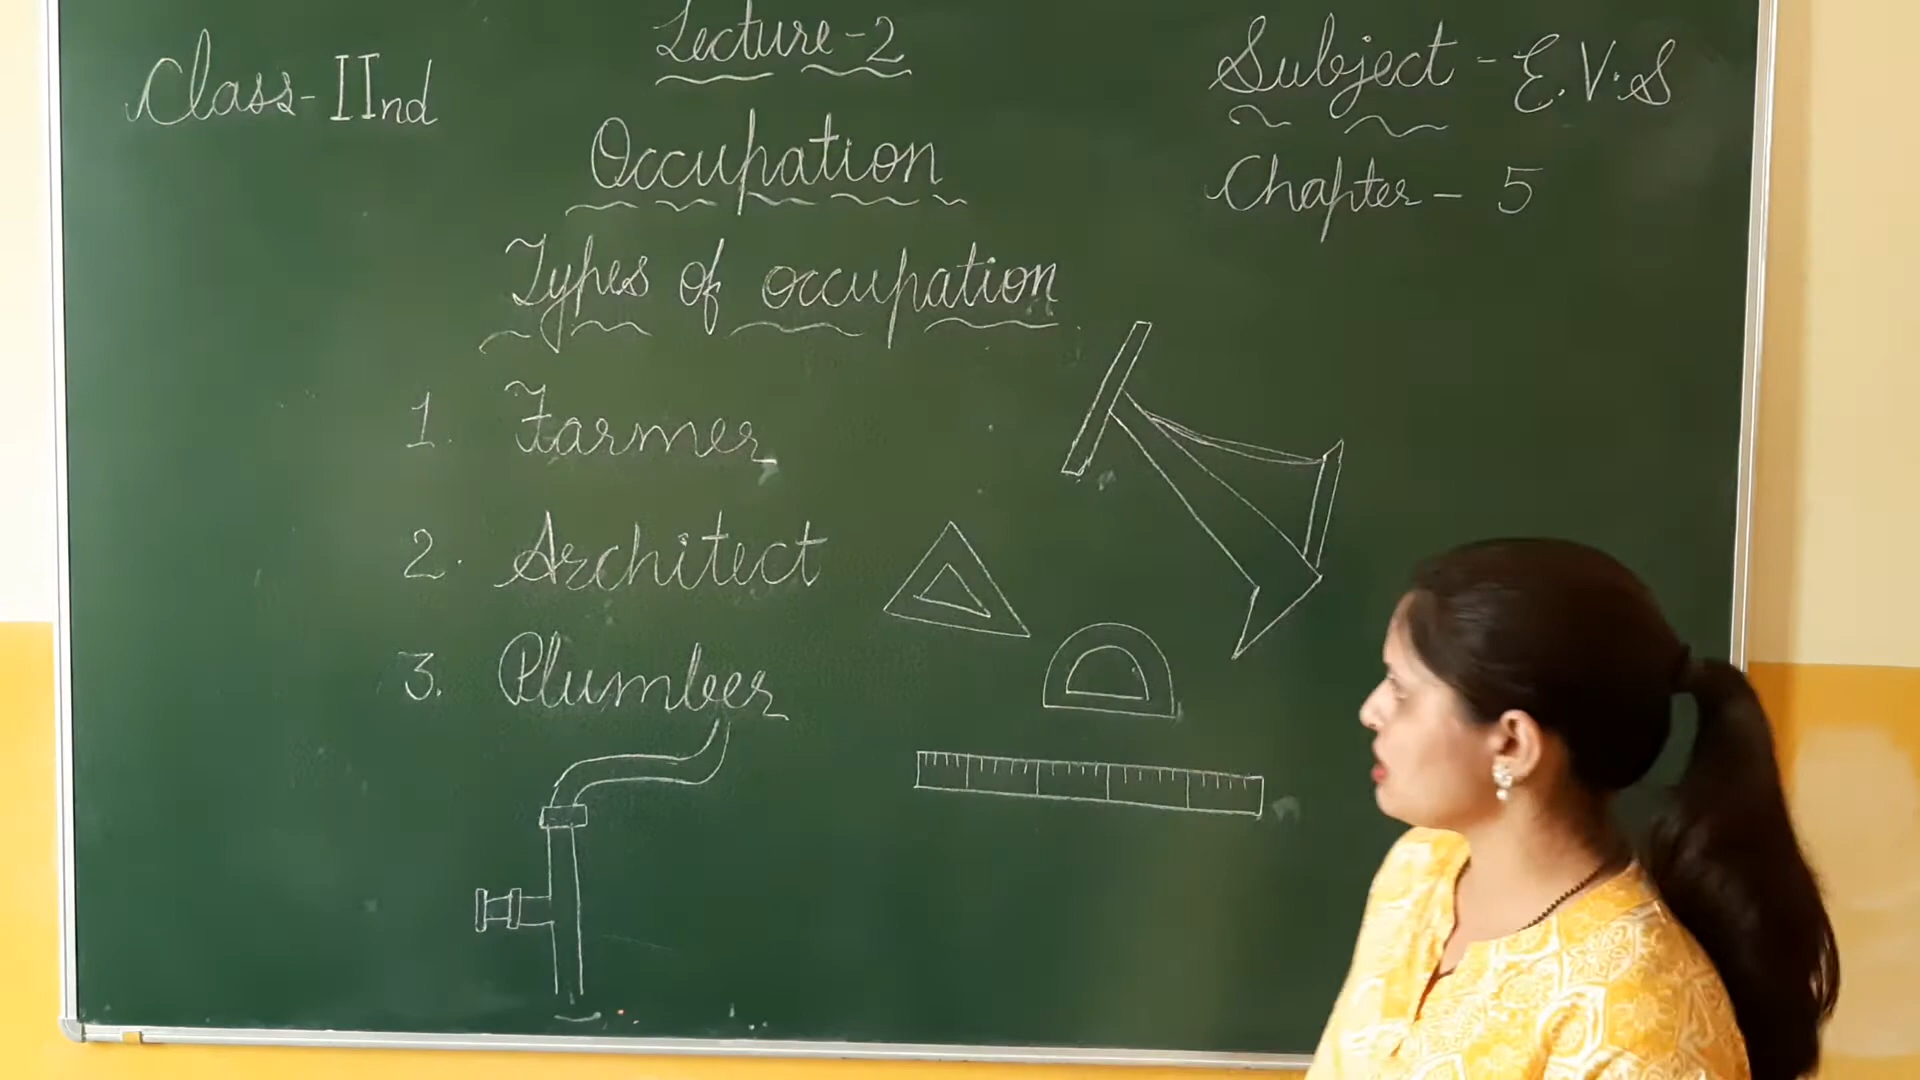 Class-IInd
Lecture-2
Subject - E.V.S
Occupation
Chapter - 5
Types of occupation
1. Farmer
2. Architect
3. Plumber